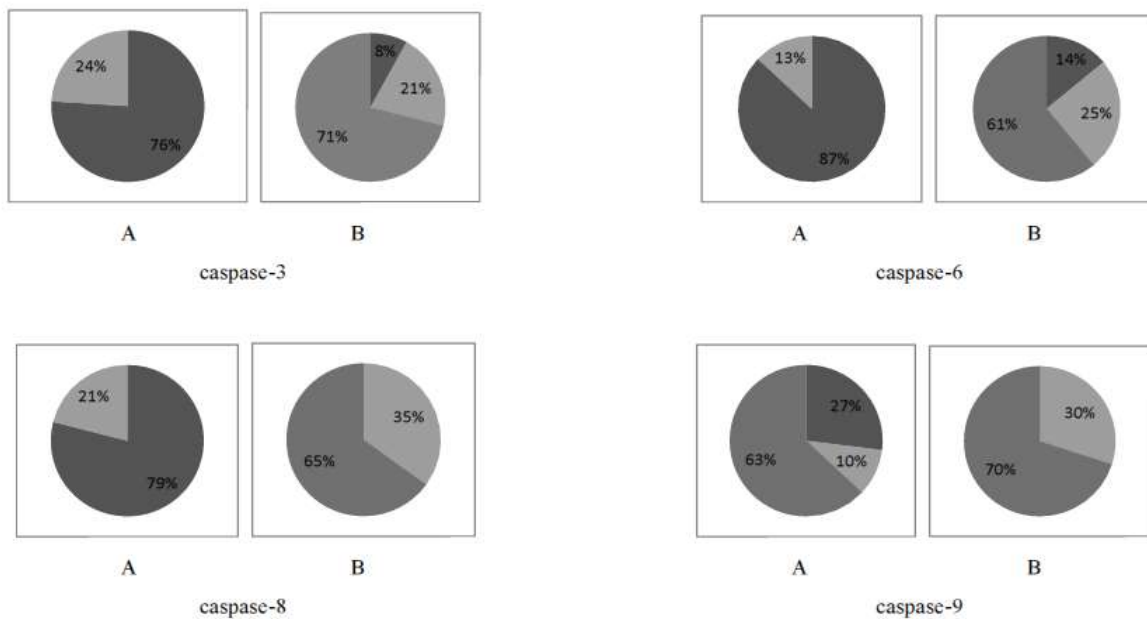 24%
76%
8%
21%
71%
A
B
caspase-3
13%
87%
14%
25%
61%
A
B
caspase-6
21%
79%
35%
65%
A
B
caspase-8
27%
10%
63%
30%
70%
A
B
caspase-9